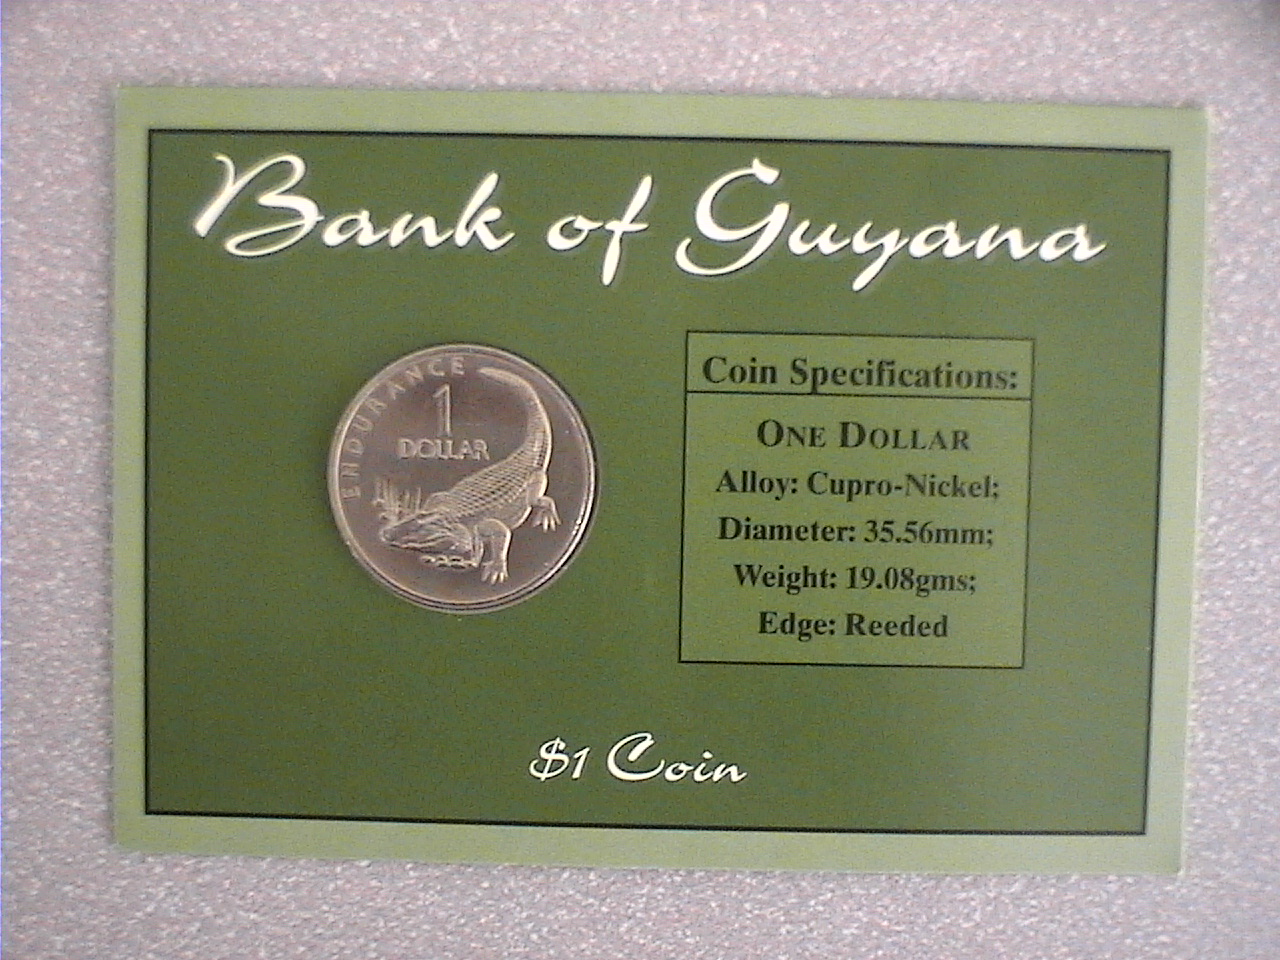 Bank of Guyana
ENDURANCE
1
DOLLAR
Coin Specifications:
ONE DOLLAR
Alloy: Cupro-Nickel;
Diameter: 35.56mm;
Weight: 19.08gms;
Edge: Reeded
$1 Coin